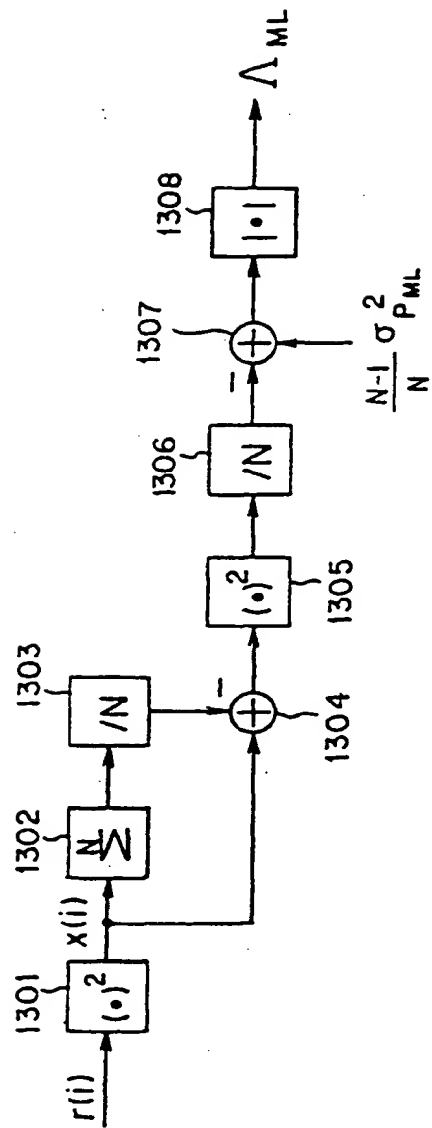 r(i)
1301
(•)²
x(i)
1302
Σ
N
1303
/N
−
1304
1305
(•)²
1306
/N
−
1307
N-1
N
σ²
P_ML
1308
|•|
Λ_ML